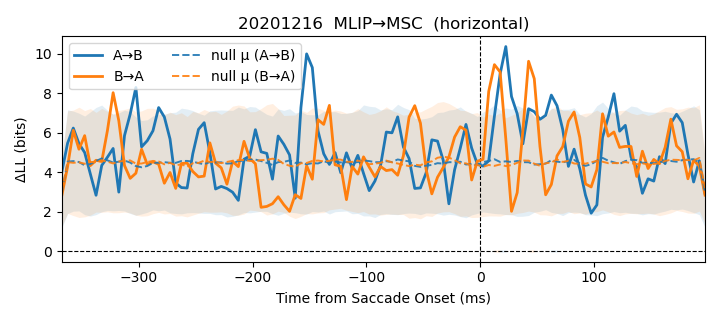 20201216  MLIP→MSC  (horizontal)
A→B
B→A
null μ (A→B)
null μ (B→A)
ΔLL (bits)
10
8
6
4
2
0
−300
−200
−100
0
100
Time from Saccade Onset (ms)